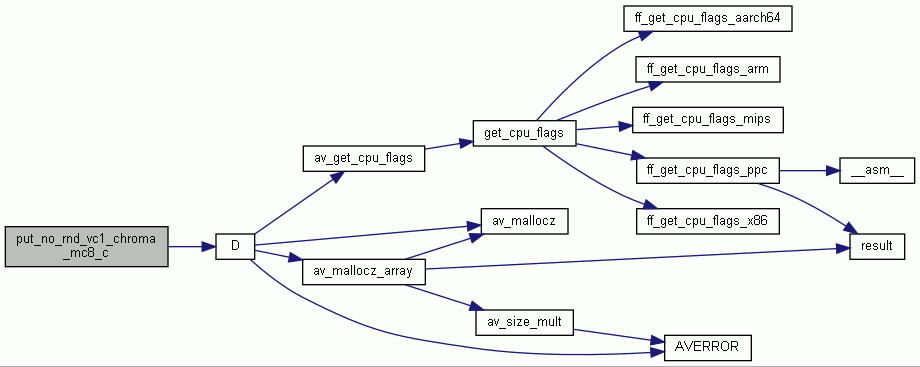 ff_get_cpu_flags_aarch64
ff_get_cpu_flags_arm
ff_get_cpu_flags_mips
get_cpu_flags
av_get_cpu_flags
ff_get_cpu_flags_ppc
__asm__
ff_get_cpu_flags_x86
av_mallocz
put_no_rnd_vc1_chroma
_mc8_c
D
result
av_mallocz_array
av_size_mult
AVERROR